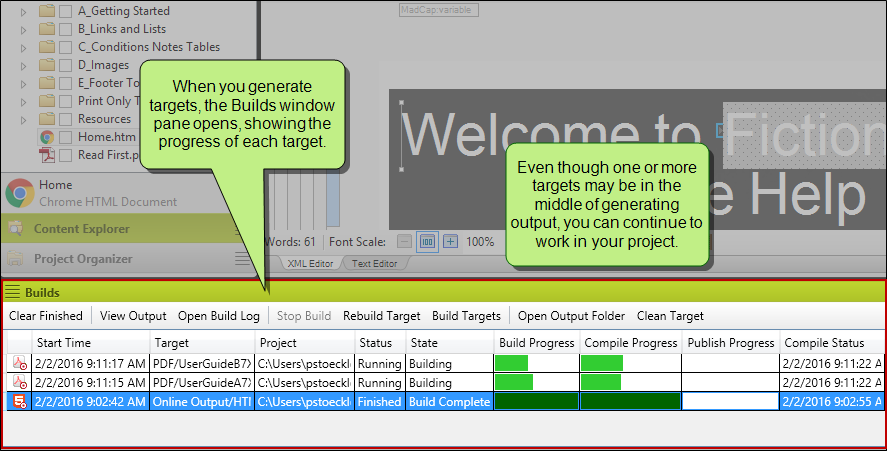 A_Getting Started
B_Links and Lists
C_Conditions Notes Tables
D_Images
E_Footer To
Print Only T
Resources
Home.htm
Read First.p
Home
Chrome HTML Document
Content Explorer
Project Organizer
MadCap:variable
Welcome to Fiction
e Help
When you generate
targets, the Builds window
pane opens, showing the
progress of each target.
Even though one or more
targets may be in the
middle of generating
output, you can continue to
work in your project.
Words: 61 Font Scale: 100 100%
XML Editor Text Editor
Builds
Clear Finished View Output Open Build Log Stop Build Rebuild Target Build Targets Open Output Folder Clean Target
Start Time Target Project Status State Build Progress Compile Progress Publish Progress Compile Status
2/2/2016 9:11:17 AM PDF/UserGuideB7X C:\Users\pstoeckle Running Building 2/2/2016 9:11:22 A
2/2/2016 9:11:15 AM PDF/UserGuideA7X C:\Users\pstoeckle Running Building 2/2/2016 9:11:22 A
2/2/2016 9:02:42 AM Online Output/HTI C:\Users\pstoeckle Finished Build Complete 2/2/2016 9:02:55 A